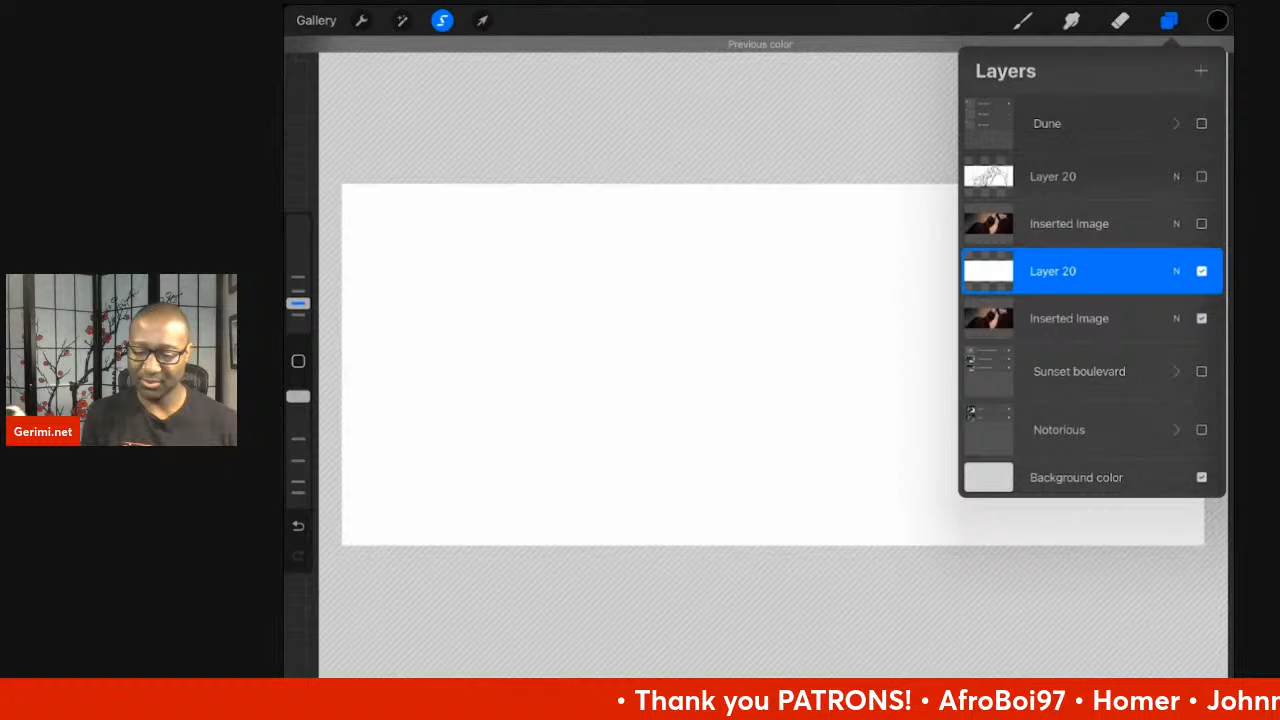 Gallery
Previous color
Layers
Dune
Layer 20 N
Inserted Image N
Layer 20 N
Inserted Image N
Sunset boulevard
Notorious
Background color
Gerimi.net
• Thank you PATRONS! • AfroBoi97 • Homer •